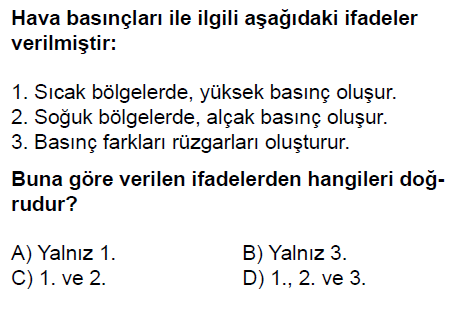 Hava basınçları ile ilgili aşağıdaki ifadeler
verilmiştir:
1. Sıcak bölgelerde, yüksek basınç oluşur.
2. Soğuk bölgelerde, alçak basınç oluşur.
3. Basınç farkları rüzgarları oluşturur.
Buna göre verilen ifadelerden hangileri doğ-
rudur?
A) Yalnız 1. B) Yalnız 3.
C) 1. ve 2. D) 1., 2. ve 3.